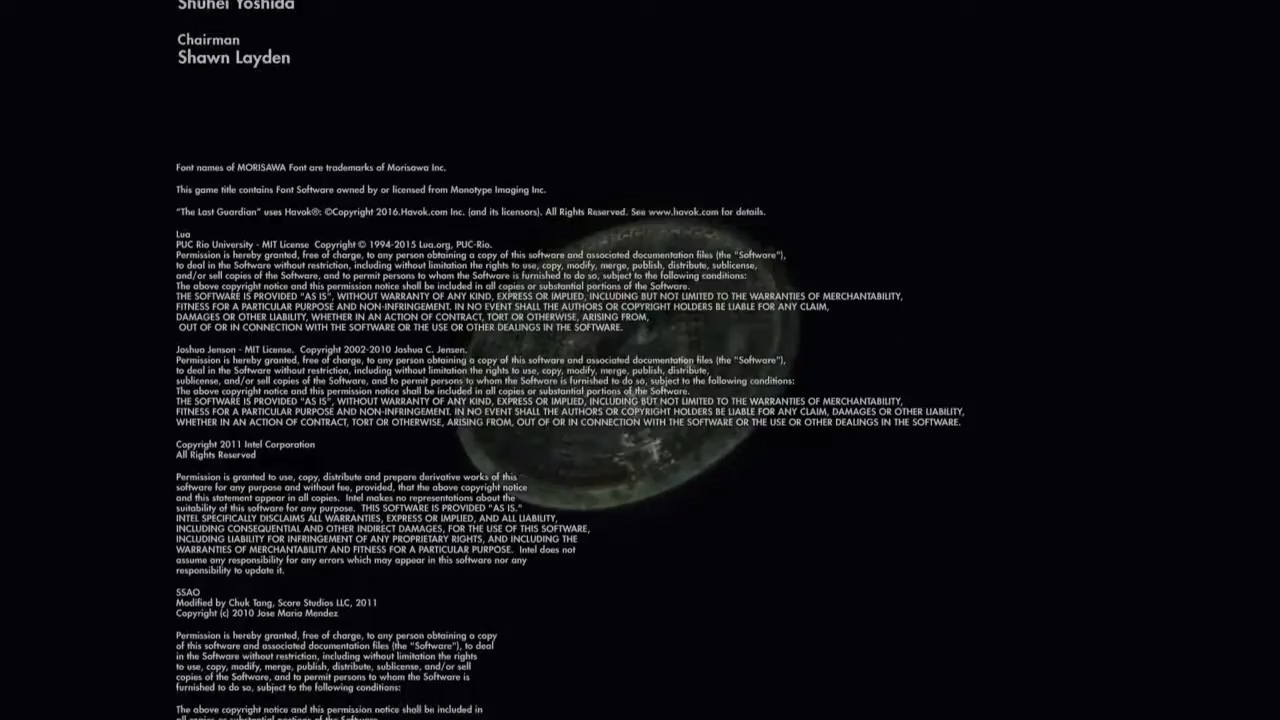 Shuhei Yoshida
Chairman
Shawn Layden
Font names of MORISAWA Font are trademarks of Morisawa Inc.
This game title contains Font Software owned by or licensed from Monotype Imaging Inc.
“The Last Guardian” uses Havok®: ©Copyright 2016.Havok.com Inc. (and its licensors). All Rights Reserved. See www.havok.com for details.
Lua
PUC Rio University - MIT License  Copyright © 1994-2015 Lua.org, PUC-Rio.
Permission is hereby granted, free of charge, to any person obtaining a copy of this software and associated documentation files (the "Software"),
to deal in the Software without restriction, including without limitation the rights to use, copy, modify, merge, publish, distribute, sublicense,
and/or sell copies of the Software, and to permit persons to whom the Software is furnished to do so, subject to the following conditions:
The above copyright notice and this permission notice shall be included in all copies or substantial portions of the Software.
THE SOFTWARE IS PROVIDED "AS IS", WITHOUT WARRANTY OF ANY KIND, EXPRESS OR IMPLIED, INCLUDING BUT NOT LIMITED TO THE WARRANTIES OF MERCHANTABILITY,
FITNESS FOR A PARTICULAR PURPOSE AND NON-INFRINGEMENT. IN NO EVENT SHALL THE AUTHORS OR COPYRIGHT HOLDERS BE LIABLE FOR ANY CLAIM,
DAMAGES OR OTHER LIABILITY, WHETHER IN AN ACTION OF CONTRACT, TORT OR OTHERWISE, ARISING FROM,
OUT OF OR IN CONNECTION WITH THE SOFTWARE OR THE USE OR OTHER DEALINGS IN THE SOFTWARE.
Joshua Jenson - MIT License.  Copyright 2002-2010 Joshua C. Jensen.
Permission is hereby granted, free of charge, to any person obtaining a copy of this software and associated documentation files (the "Software"),
to deal in the Software without restriction, including without limitation the rights to use, copy, modify, merge, publish, distribute,
sublicense, and/or sell copies of the Software, and to permit persons to whom the Software is furnished to do so, subject to the following conditions:
The above copyright notice and this permission notice shall be included in all copies or substantial portions of the Software.
THE SOFTWARE IS PROVIDED "AS IS", WITHOUT WARRANTY OF ANY KIND, EXPRESS OR IMPLIED, INCLUDING BUT NOT LIMITED TO THE WARRANTIES OF MERCHANTABILITY,
FITNESS FOR A PARTICULAR PURPOSE AND NON-INFRINGEMENT. IN NO EVENT SHALL THE AUTHORS OR COPYRIGHT HOLDERS BE LIABLE FOR ANY CLAIM, DAMAGES OR OTHER LIABILITY,
WHETHER IN AN ACTION OF CONTRACT, TORT OR OTHERWISE, ARISING FROM, OUT OF OR IN CONNECTION WITH THE SOFTWARE OR THE USE OR OTHER DEALINGS IN THE SOFTWARE.
Copyright 2011 Intel Corporation
All Rights Reserved
Permission is granted to use, copy, distribute and prepare derivative works of this
software for any purpose and without fee, provided, that the above copyright notice
and this statement appear in all copies.  Intel makes no representations about the
suitability of this software for any purpose.  THIS SOFTWARE IS PROVIDED "AS IS."
INTEL SPECIFICALLY DISCLAIMS ALL WARRANTIES, EXPRESS OR IMPLIED, AND ALL LIABILITY,
INCLUDING CONSEQUENTIAL AND OTHER INDIRECT DAMAGES, FOR THE USE OF THIS SOFTWARE,
INCLUDING LIABILITY FOR INFRINGEMENT OF ANY PROPRIETARY RIGHTS, AND INCLUDING THE
WARRANTIES OF MERCHANTABILITY AND FITNESS FOR A PARTICULAR PURPOSE.  Intel does not
assume any responsibility for any errors which may appear in this software nor any
responsibility to update it.
SSAO
Modified by Chuk Tang, Score Studios LLC, 2011
Copyright (c) 2010 Jose Maria Mendez
Permission is hereby granted, free of charge, to any person obtaining a copy
of this software and associated documentation files (the "Software"), to deal
in the Software without restriction, including without limitation the rights
to use, copy, modify, merge, publish, distribute, sublicense, and/or sell
copies of the Software, and to permit persons to whom the Software is
furnished to do so, subject to the following conditions:
The above copyright notice and this permission notice shall be included in
all copies or substantial portions of the Software.